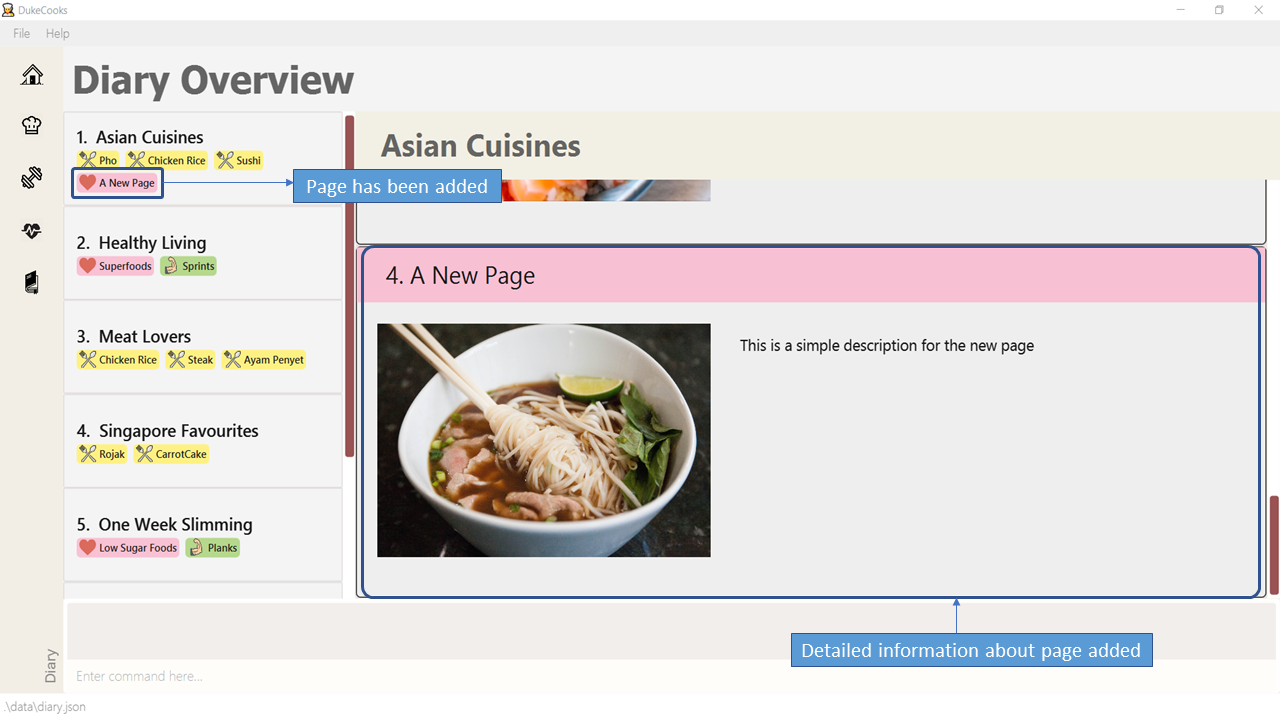 DukeCooks
File Help
Diary Overview
1. Asian Cuisines
Pho Chicken Rice Sushi
A New Page
Page has been added
2. Healthy Living
Superfoods Sprints
3. Meat Lovers
Chicken Rice Steak Ayam Penyet
4. Singapore Favourites
Rojak CarrotCake
5. One Week Slimming
Low Sugar Foods Planks
Asian Cuisines
4. A New Page
This is a simple description for the new page
Detailed information about page added
Diary
Enter command here...
.\data\diary.json